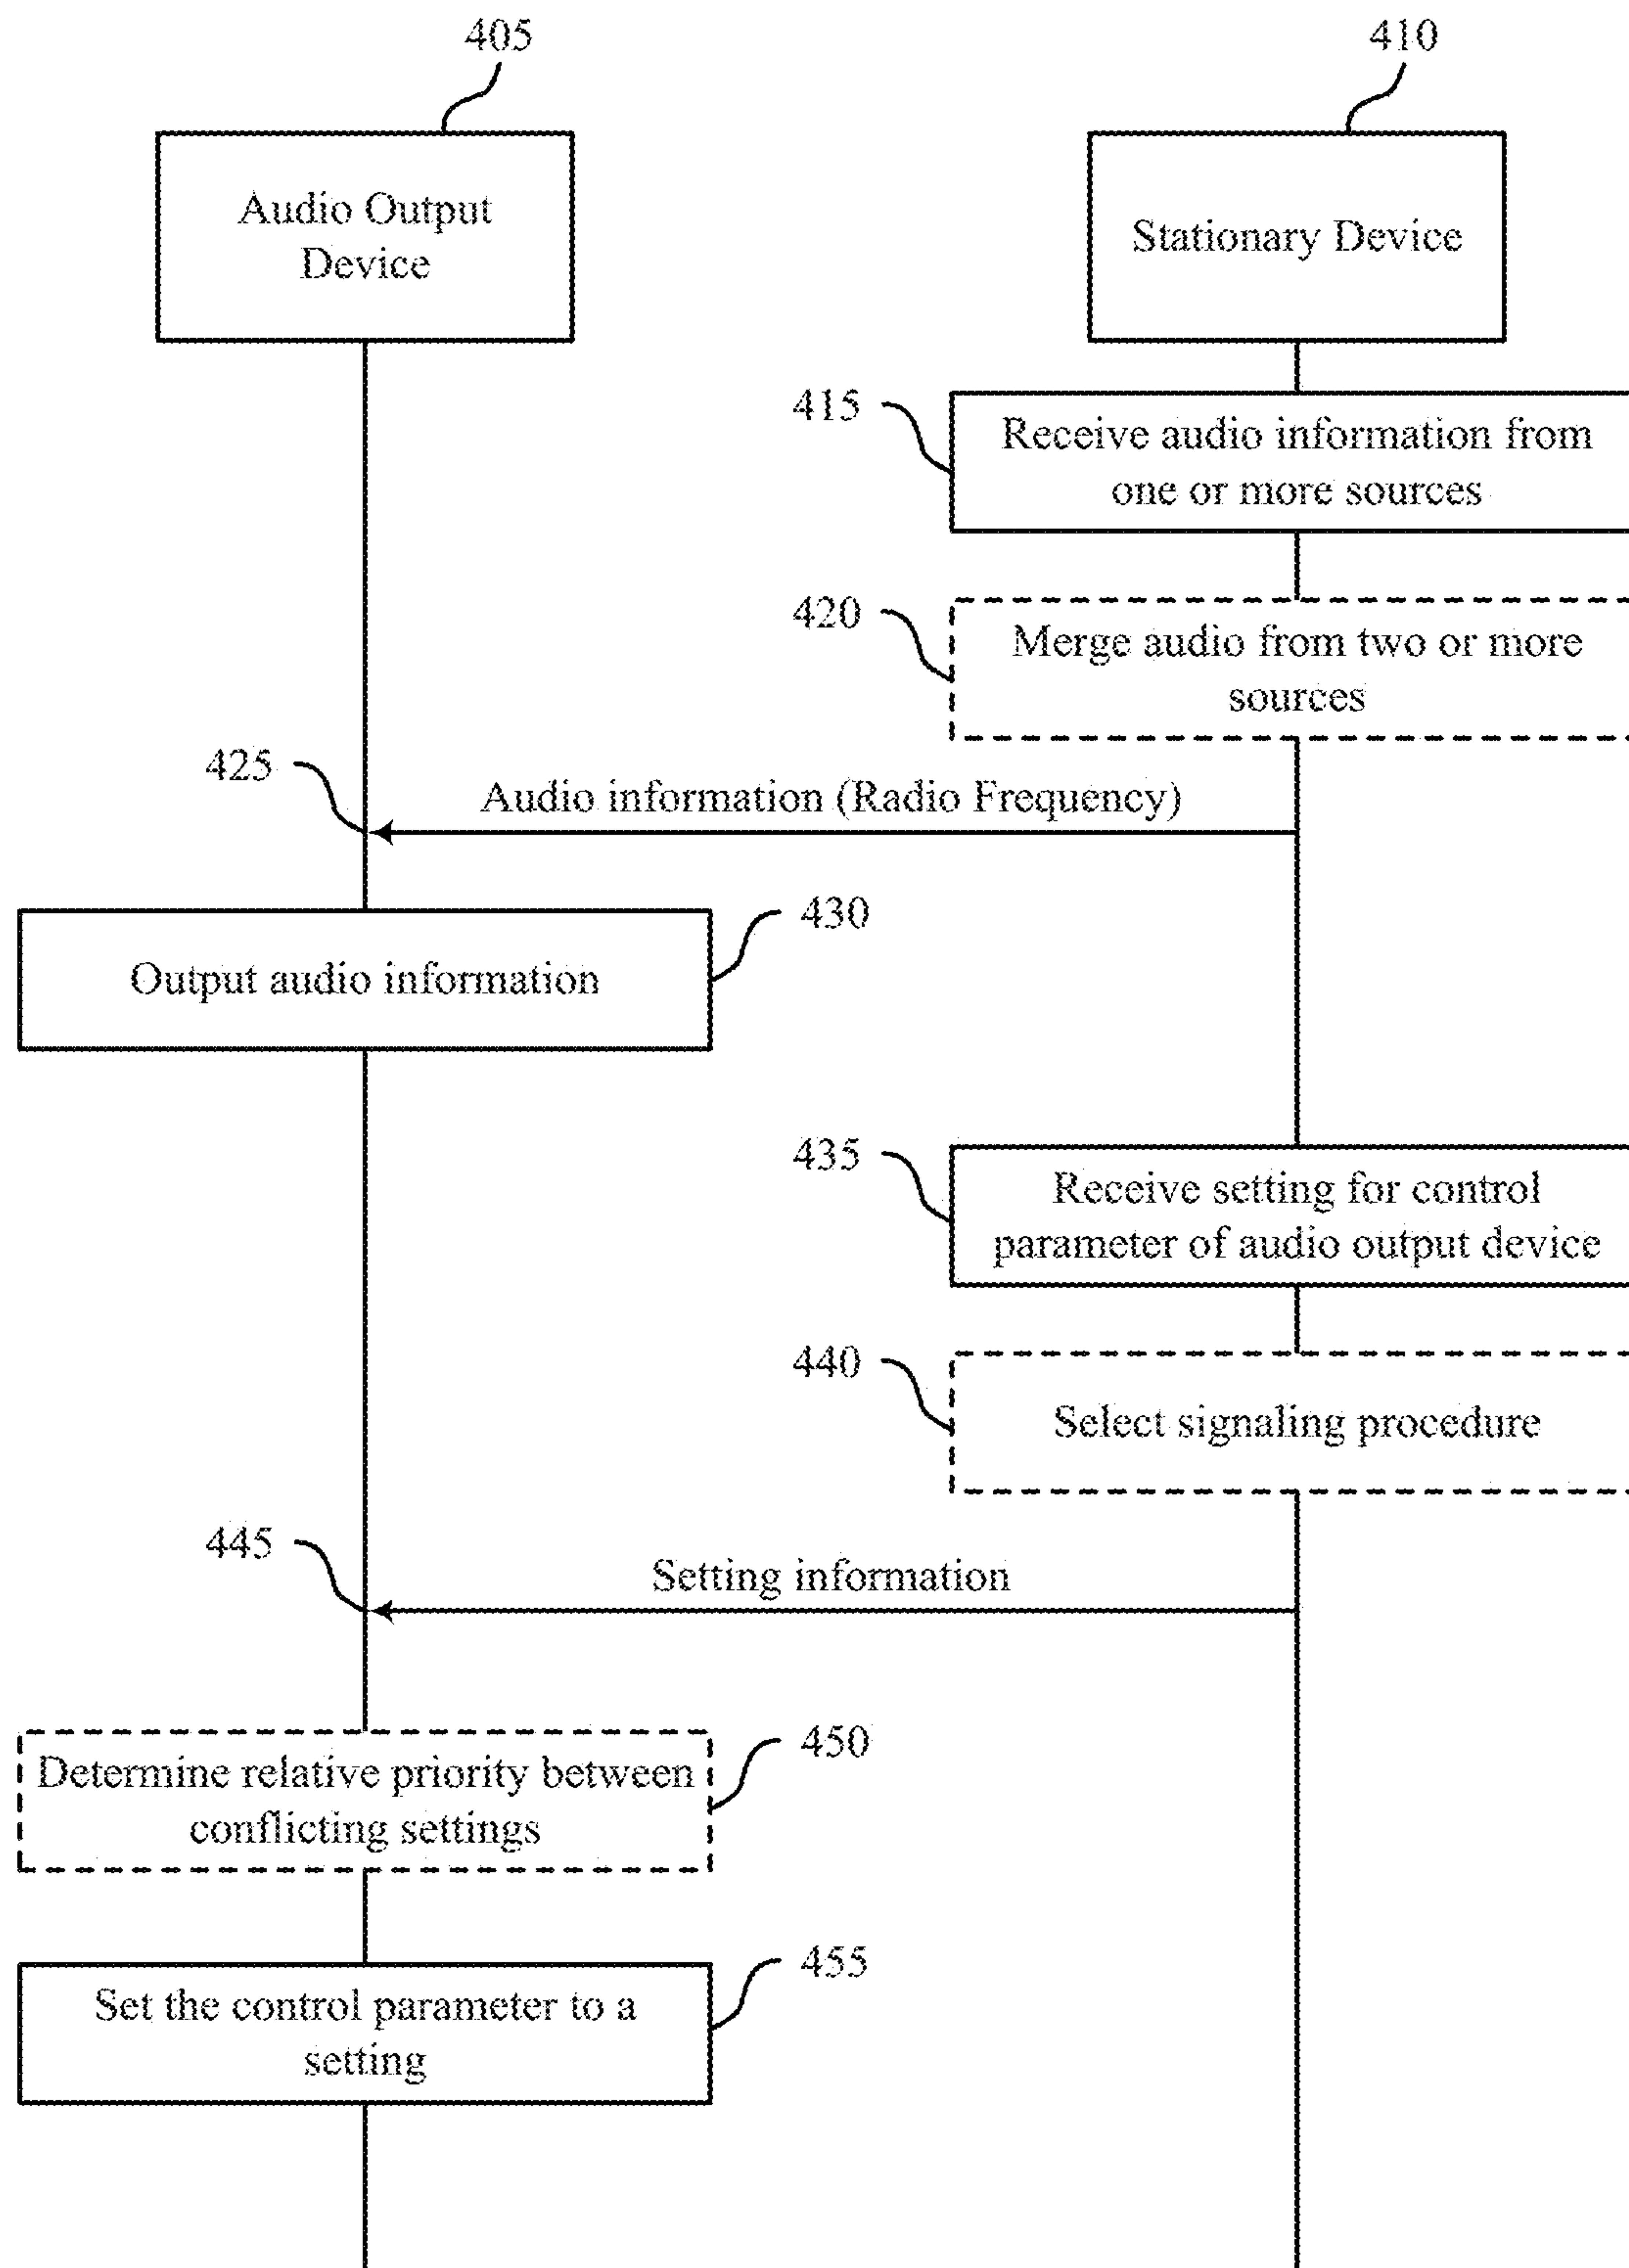 405
410
Audio Output
Device
Stationary Device
415
Receive audio information from
one or more sources
420
Merge audio from two or more
sources
425
Audio information (Radio Frequency)
430
Output audio information
435
Receive setting for control
parameter of audio output device
440
Select signaling procedure
445
Setting information
450
Determine relative priority between
conflicting settings
455
Set the control parameter to a
setting